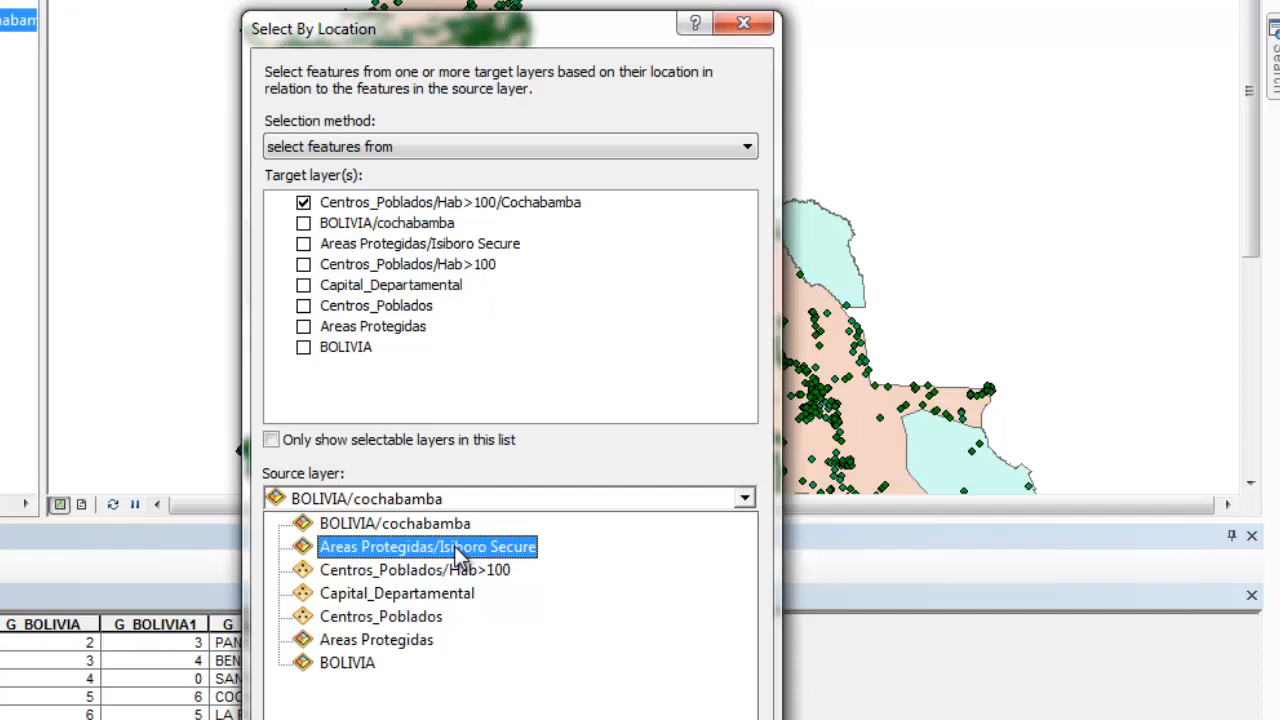 Select By Location
Select features from one or more target layers based on their location in
relation to the features in the source layer.
Selection method:
select features from
Target layer(s):
Centros_Poblados/Hab>100/Cochabamba
BOLIVIA/cochabamba
Areas Protegidas/Isiboro Secure
Centros_Poblados/Hab>100
Capital_Departamental
Centros_Poblados
Areas Protegidas
BOLIVIA
Only show selectable layers in this list
Source layer:
BOLIVIA/cochabamba
BOLIVIA/cochabamba
Areas Protegidas/Isiboro Secure
Centros_Poblados/Hab>100
Capital_Departamental
Centros_Poblados
Areas Protegidas
BOLIVIA
G_BOLIVIA G_BOLIVIA1 G
2 3 PAN
3 4 BEN
4 0 SAN
5 6 COC
6 5